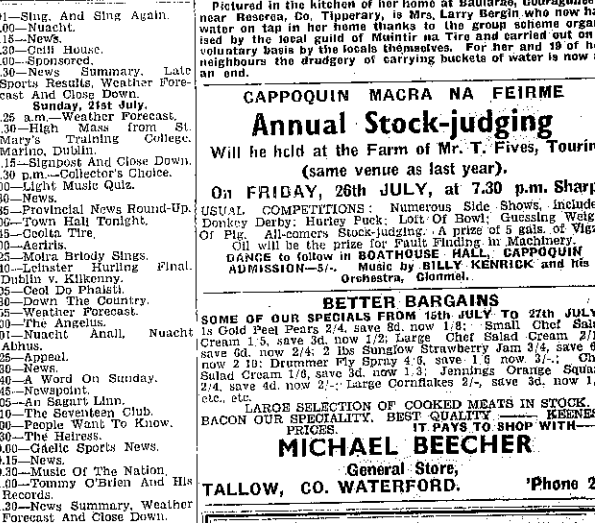 1—Sing, And Sing Again.
.00—Nuacht.
.15—News.
.30—Ceili House.
.00—Sponsored.
.30—News Summary, Late
Sports Results, Weather Fore-
cast And Close Down.
Sunday, 21st July.
.25 a.m.—Weather Forecast.
.30—High Mass from St.
Mary's Training College,
Marino, Dublin.
.15—Signpost And Close Down.
.30 p.m.—Collector's Choice.
00—Light Music Quiz.
30—News.
35—Provincial News Round-Up.
00—Town Hall Tonight.
45—Ceolta Tire.
00—Aeriris.
25—Moira Briody Sings.
10—Leinster Hurling Final.
Dublin v. Kilkenny.
05—Ceol Do Phaisti.
30—Down The Country.
55—Weather Forecast.
00—The Angelus.
01—Nuacht Anall, Nuacht
Abhus.
25—Appeal.
30—News.
40—A Word On Sunday.
45—Newspoint.
05—An Sagart Linn.
10—The Seventeen Club.
00—People Want To Know.
30—The Heiress.
.00—Gaelic Sports News.
.15—News.
.30—Music Of The Nation.
.00—Tommy O'Brien And His
Records.
.30—News Summary, Weather
Forecast And Close Down.
Pictured in the kitchen of her home at
near Rescrea, Co. Tipperary, is Mrs. Larry Bergin who now ha
water on tap in her home thanks to the group scheme organ
ised by the local guild of Muintir na Tire and carried out on
voluntary basis by the locals themselves. For her and 19 of he
neighbours the drudgery of carrying buckets of water is now a
an end.
CAPPOQUIN MACRA NA FEIRME
Annual Stock-judging
Will be held at the Farm of Mr. T. Fives, Tourin
(same venue as last year).
On FRIDAY, 26th JULY, at 7.30 p.m. Sharp
USUAL COMPETITIONS: Numerous Side Shows, include
Donkey Derby; Hurley Puck; Loft Of Bowl; Guessing Weig
Of Pig. All-comers Stock-judging. A prize of 5 gals. of Vigz
Oil will be the prize for Fault Finding in Machinery.
DANCE to follow in BOATHOUSE HALL, CAPPOQUIN
ADMISSION—5/-. Music by BILLY KENRICK and his
Orchestra, Clonmel.
BETTER BARGAINS
SOME OF OUR SPECIALS FROM 15th JULY TO 27th JULY
1s Gold Peel Pears 2/4, save 8d. now 1/8; Small Chef Sala
Cream 1/5, save 3d. now 1/2; Large Chef Salad Cream 2/1
save 6d. now 2/4; 2 lbs Sunglow Strawberry Jam 3/4, save 6
now 2 10; Drummer Fly Spray 4/6, save 1/6 now 3/-; Ch
Salad Cream 1/6, save 3d. now 1.3; Jennings Orange Squa
2/4, save 4d. now 2/-; Large Cornflakes 2/-, save 3d. now 1,
etc., etc.
LARGE SELECTION OF COOKED MEATS IN STOCK.
BACON OUR SPECIALITY. BEST QUALITY —— KEENES
PRICES. IT PAYS TO SHOP WITH—
MICHAEL BEECHER
General Store,
TALLOW, CO. WATERFORD. 'Phone 2